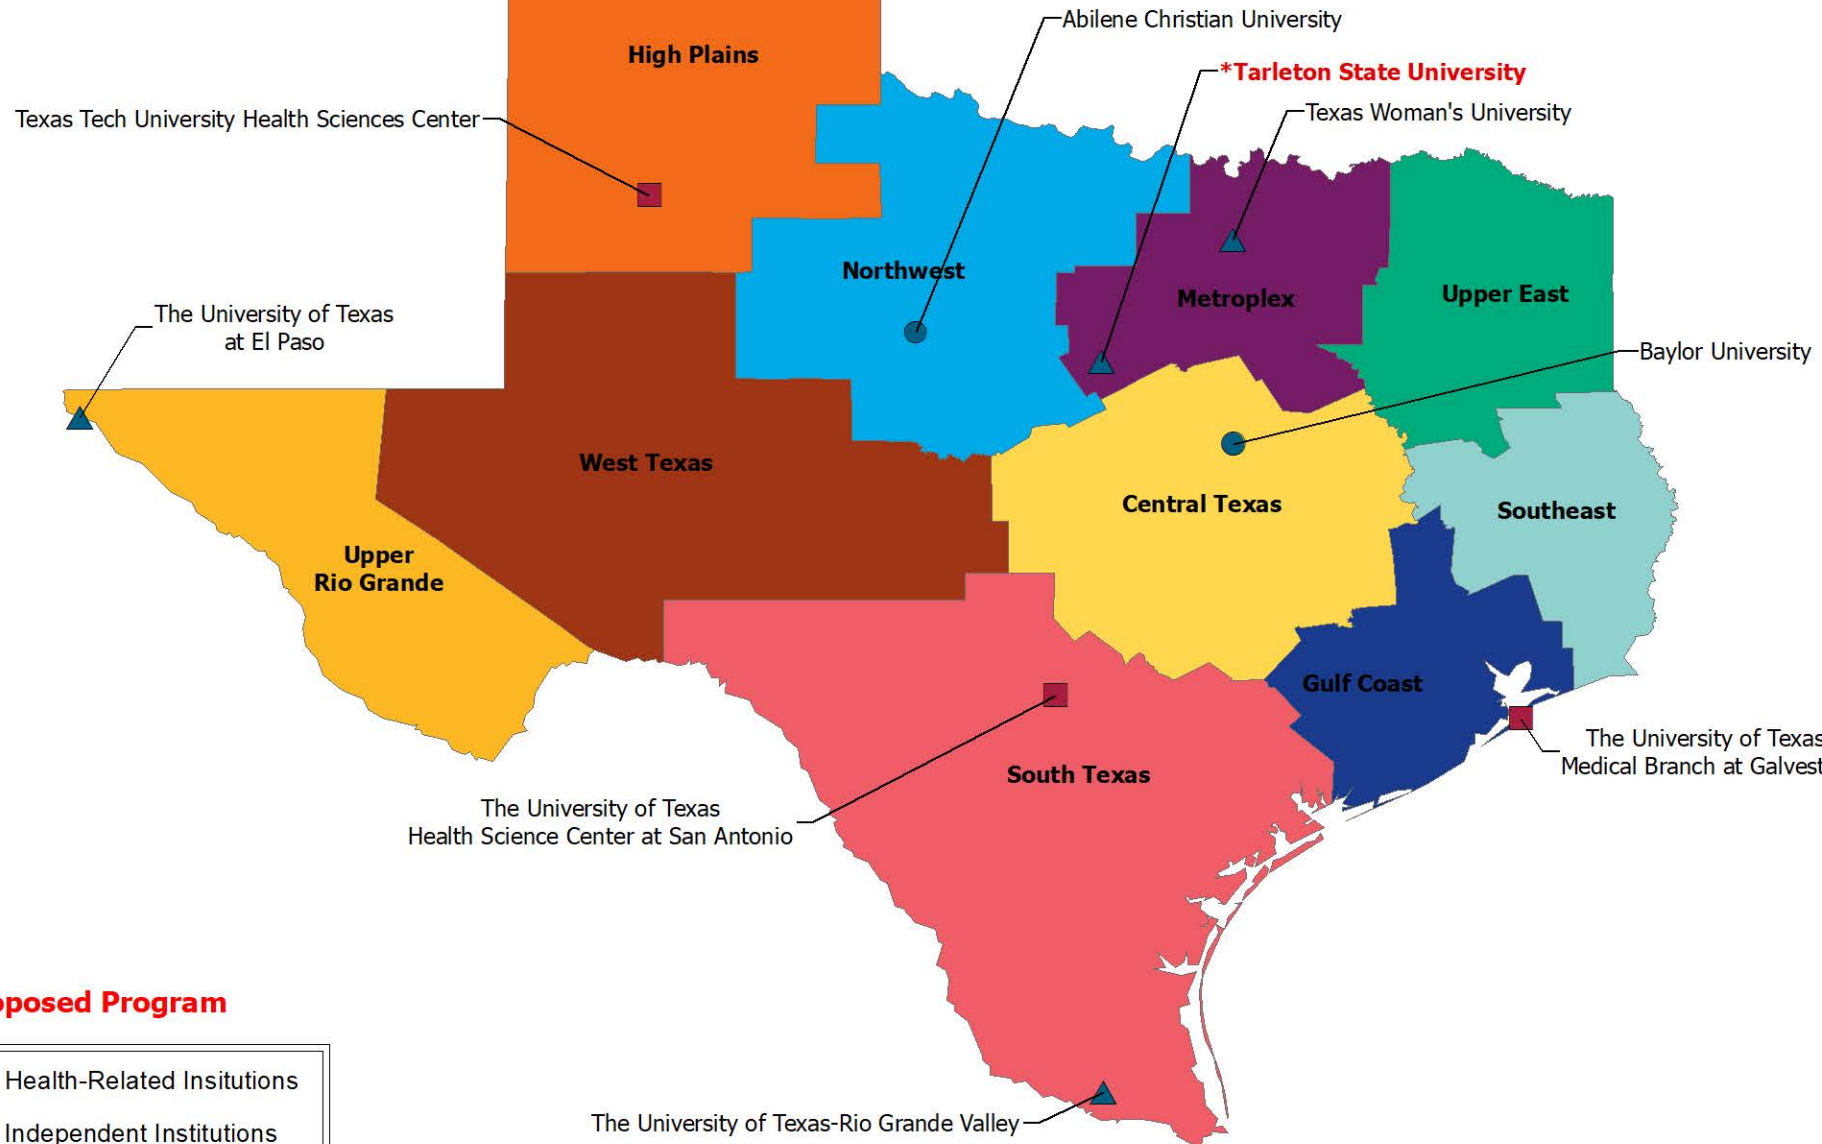 Abilene Christian University
High Plains
*Tarleton State University
Texas Woman's University
Texas Tech University Health Sciences Center
Northwest
Metroplex
Upper East
The University of Texas
at El Paso
Baylor University
West Texas
Central Texas
Southeast
Upper
Rio Grande
Gulf Coast
The University of Texas
Medical Branch at Galvest
South Texas
The University of Texas
Health Science Center at San Antonio
posed Program
Health-Related Insitutions
The University of Texas-Rio Grande Valley
Independent Institutions